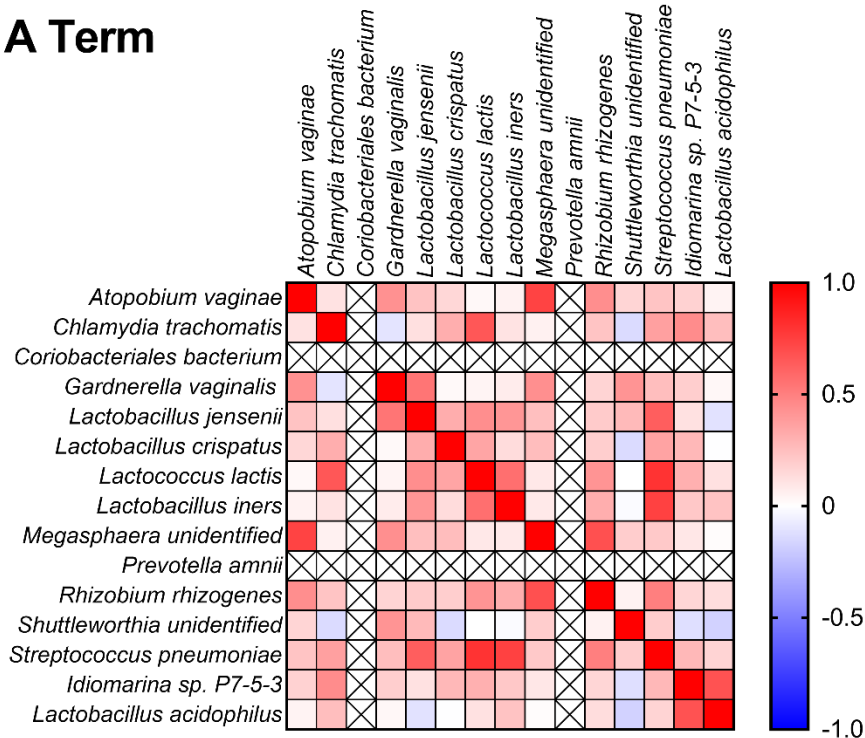 A Term
Atopobium vaginae
Chlamydia trachomatis
Coriobacteriales bacterium
Gardnerella vaginalis
Lactobacillus jensenii
Lactobacillus crispatus
Lactococcus lactis
Lactobacillus iners
Megasphaera unidentified
Prevotella amnii
Rhizobium rhizogenes
Shuttleworthia unidentified
Streptococcus pneumoniae
Idiomarina sp. P7-5-3
Lactobacillus acidophilus
Atopobium vaginae
Chlamydia trachomatis
Coriobacteriales bacterium
Gardnerella vaginalis
Lactobacillus jensenii
Lactobacillus crispatus
Lactococcus lactis
Lactobacillus iners
Megasphaera unidentified
Prevotella amnii
Rhizobium rhizogenes
Shuttleworthia unidentified
Streptococcus pneumoniae
Idiomarina sp. P7-5-3
Lactobacillus acidophilus
1.0
0.5
0
-0.5
-1.0